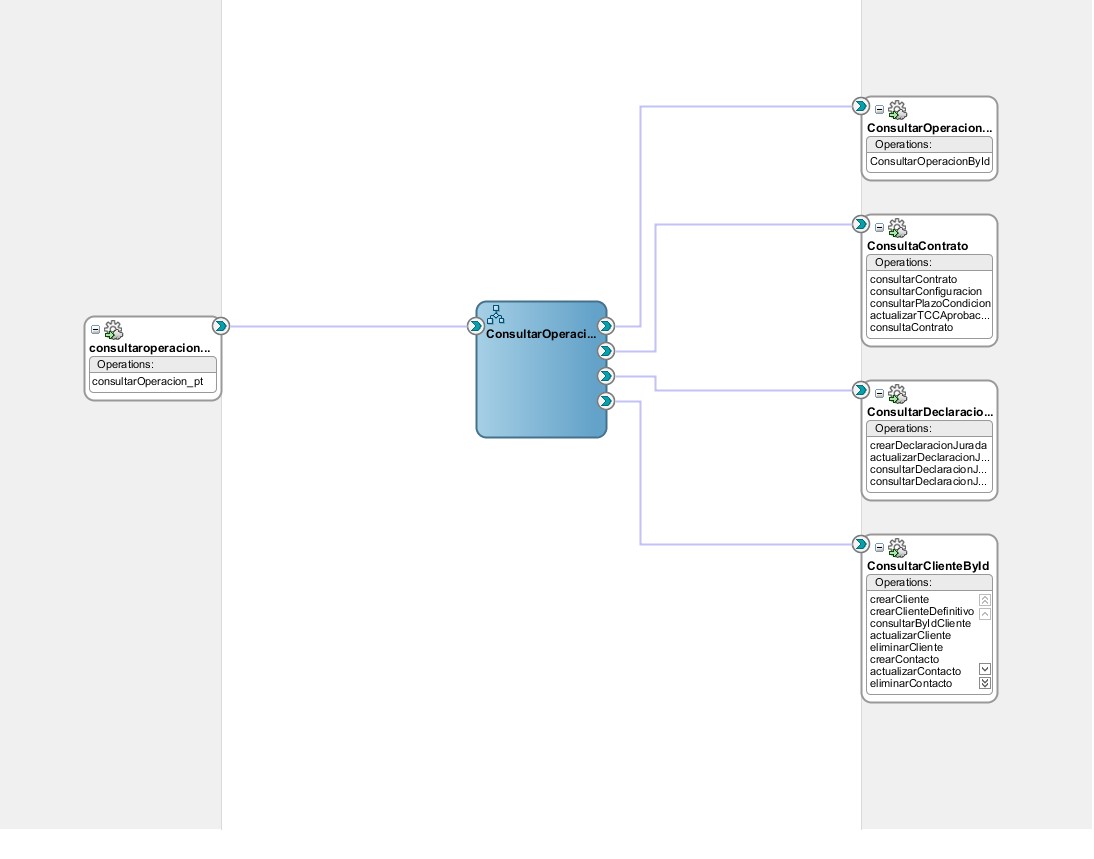 consultaroperacion...
Operations:
consultarOperacion_pt
ConsultarOperaci...
ConsultarOperacion...
Operations:
ConsultarOperacionById
ConsultaContrato
Operations:
consultarContrato
consultarConfiguracion
consultarPlazoCondicion
actualizarTCCAprobac...
consultaContrato
ConsultarDeclaracio...
Operations:
crearDeclaracionJurada
actualizarDeclaracionJ...
consultarDeclaracionJ...
consultarDeclaracionJ...
ConsultarClienteById
Operations:
crearCliente
crearClienteDefinitivo
consultarByIdCliente
actualizarCliente
eliminarCliente
crearContacto
actualizarContacto
eliminarContacto